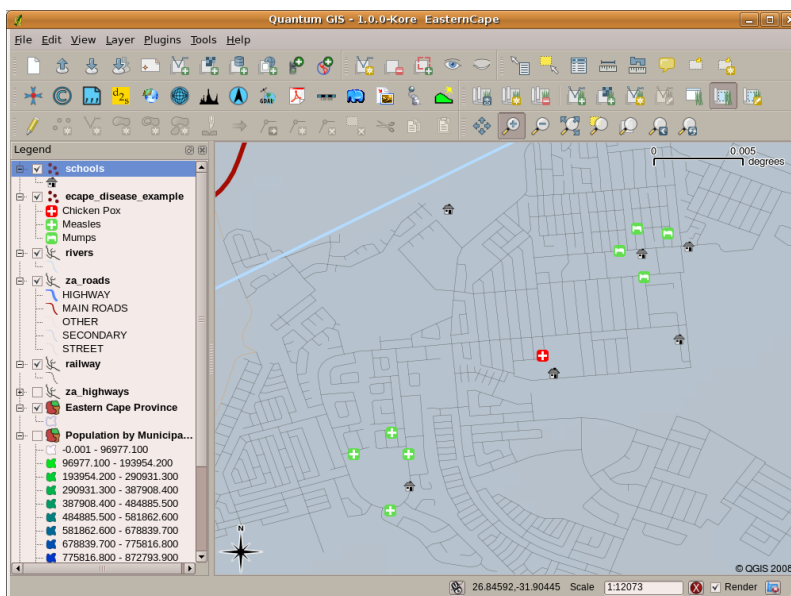 Quantum GIS - 1.0.0-Kore EasternCape
File Edit View Layer Plugins Tools Help
Legend
schools
ecape_disease_example
Chicken Pox
Measles
Mumps
rivers
za_roads
HIGHWAY
MAIN ROADS
OTHER
SECONDARY
STREET
railway
za_highways
Eastern Cape Province
Population by Municipa...
-0.001 - 96977.100
96977.100 - 193954.200
193954.200 - 290931.300
290931.300 - 387908.400
387908.400 - 484885.500
484885.500 - 581862.600
581862.600 - 678839.700
678839.700 - 775816.800
775816.800 - 872793.900
0 0.005
degrees
N
© QGIS 2008
26.84592,-31.90445 Scale 1:12073 Render